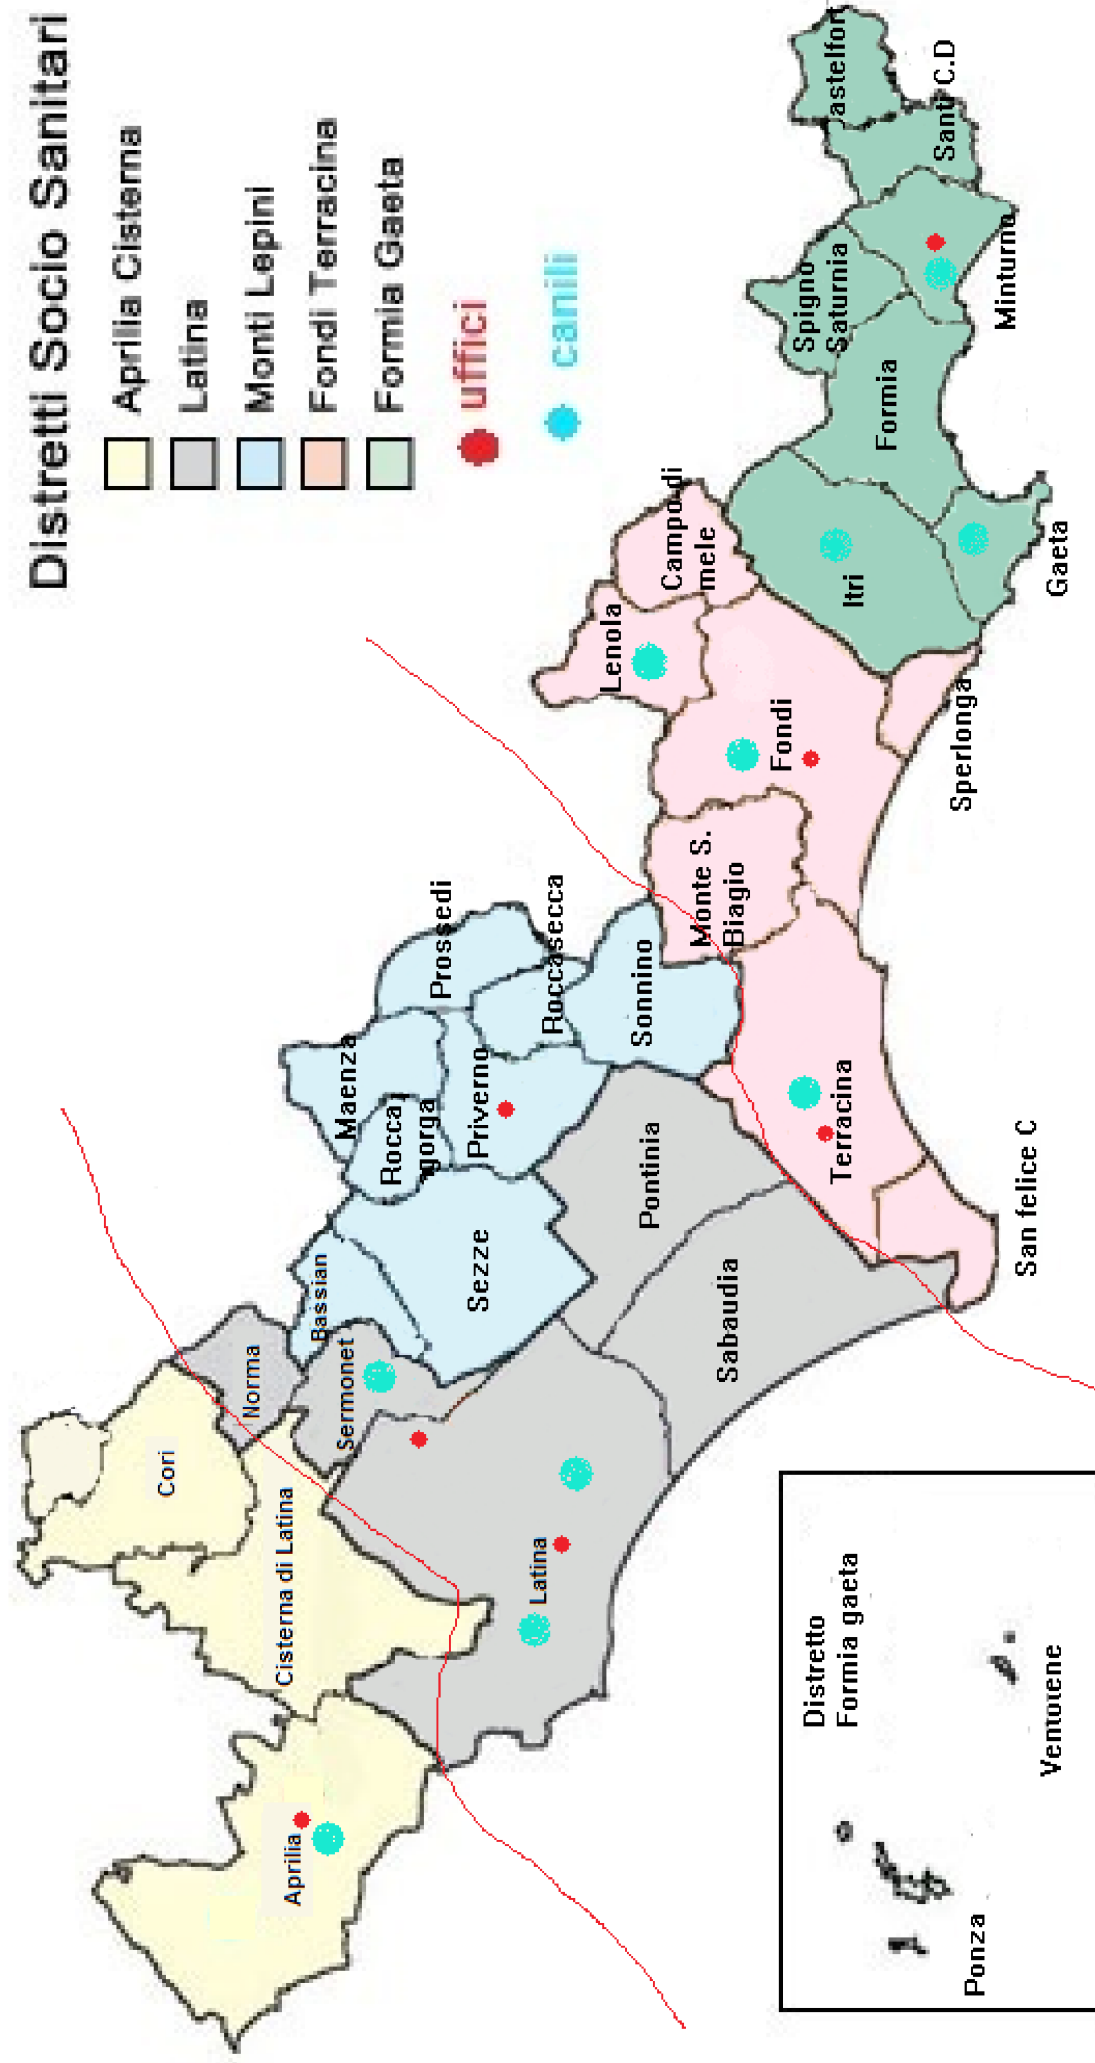 Distretti Socio Sanitari
Aprilia Cisterna
Latina
Monti Lepini
Fondi Terracina
Formia Gaeta
uffici
canili
Cori
Norma
Cisterna di Latina
Aprilia
Sermonet
Bassian
Latina
Sezze
Maenza
Rocca
gorga
Priverno
Prossedi
Roccasecca
Sonnino
Pontinia
Sabaudia
Terracina
San felice C
Monte S.
Biagio
Fondi
Lenola
Campo di
mele
Sperlonga
Itri
Gaeta
Formia
Spigno
Saturnia
Minturno
Santi C.D
astelfort
Distretto
Formia gaeta
Ponza
Ventotene